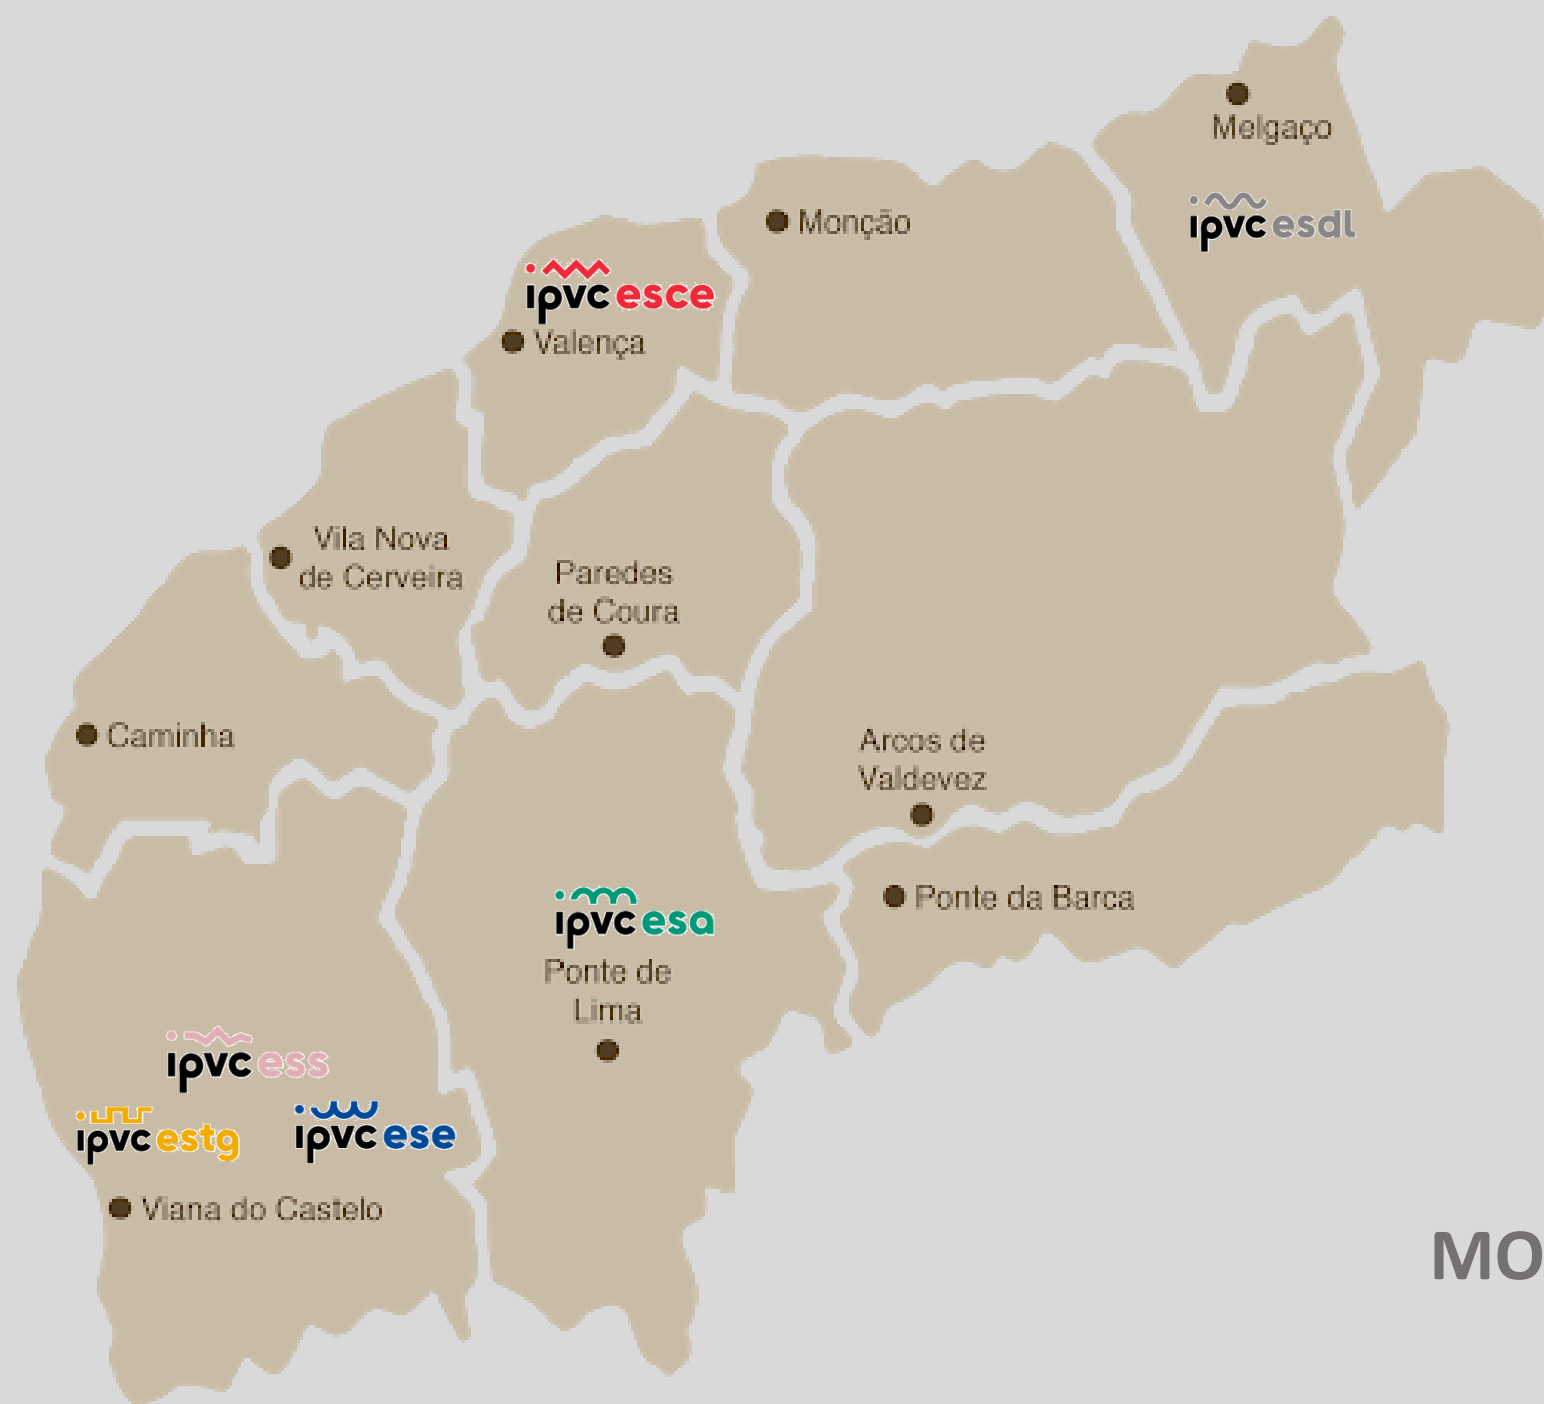 Melgaço
ipvc esdl
Monção
ipvc esce
Valença
Vila Nova
de Cerveira
Paredes
de Coura
Caminha
Arcos de
Valdevez
Ponte da Barca
ipvc esa
Ponte de
Lima
ipvc ess
ipvc estg
ipvc ese
Viana do Castelo
MO